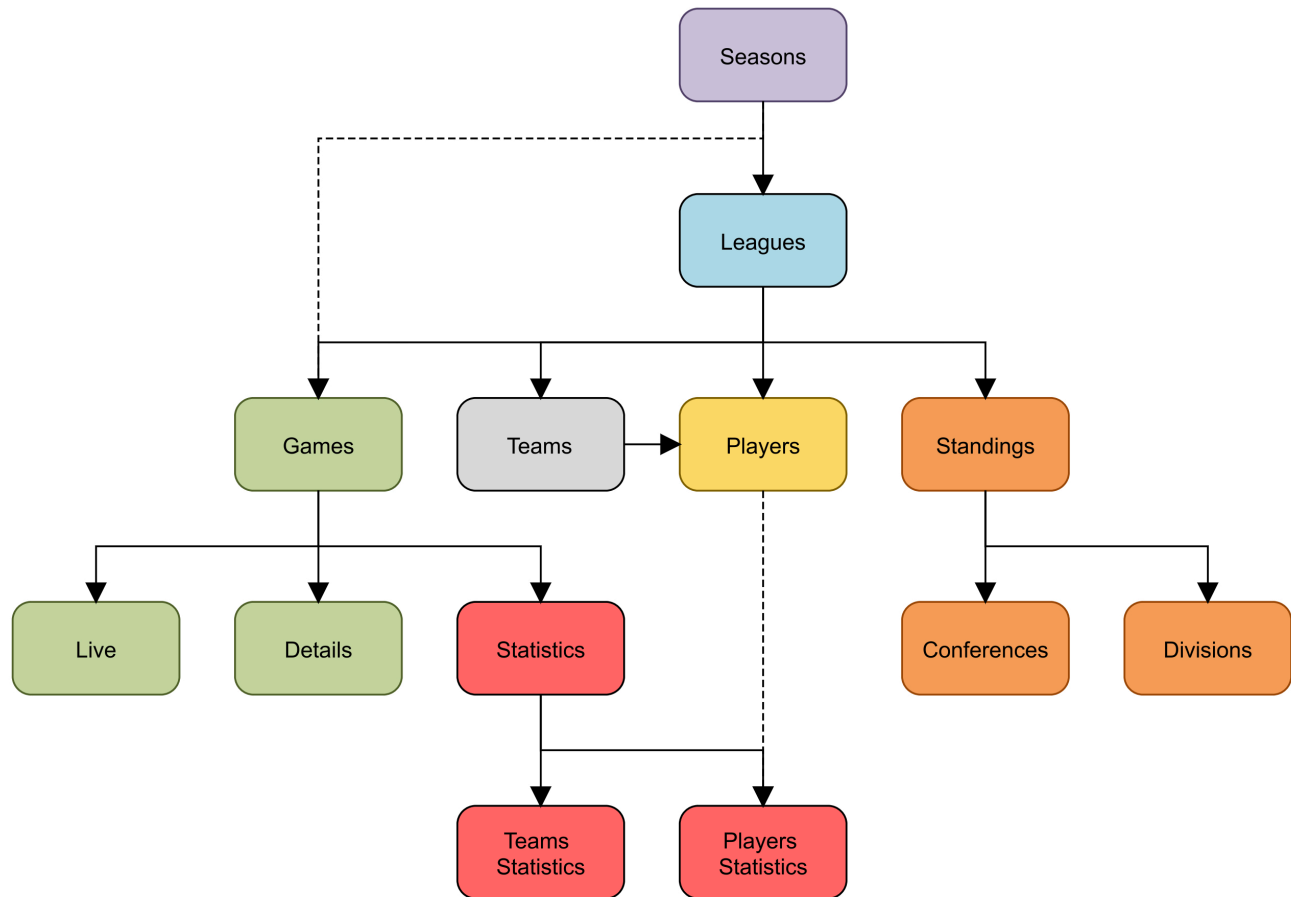 Seasons
Leagues
Games
Teams
Players
Standings
Live
Details
Statistics
Conferences
Divisions
Teams
Statistics
Players
Statistics